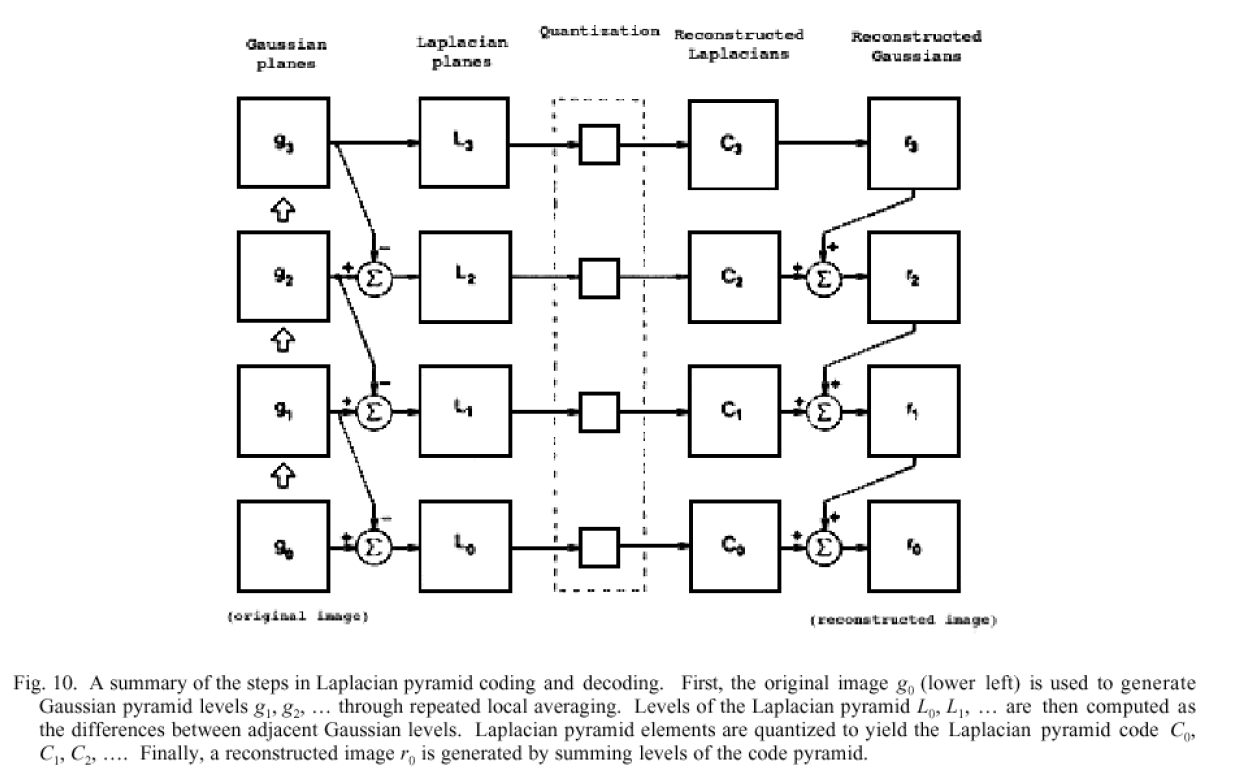 Gaussian planes
Laplacian planes
Quantization
Reconstructed Laplacians
Reconstructed Gaussians
g₃ L₃ C₃ r₃
−
+
g₂ + Σ L₂ C₂ + Σ r₂
−
+
g₁ + Σ L₁ C₁ + Σ r₁
−
+
g₀ + Σ L₀ C₀ + Σ r₀
(original image)
(reconstructed image)
Fig. 10. A summary of the steps in Laplacian pyramid coding and decoding. First, the original image g₀ (lower left) is used to generate
Gaussian pyramid levels g₁, g₂, … through repeated local averaging. Levels of the Laplacian pyramid L₀, L₁, … are then computed as
the differences between adjacent Gaussian levels. Laplacian pyramid elements are quantized to yield the Laplacian pyramid code C₀,
C₁, C₂, …. Finally, a reconstructed image r₀ is generated by summing levels of the code pyramid.